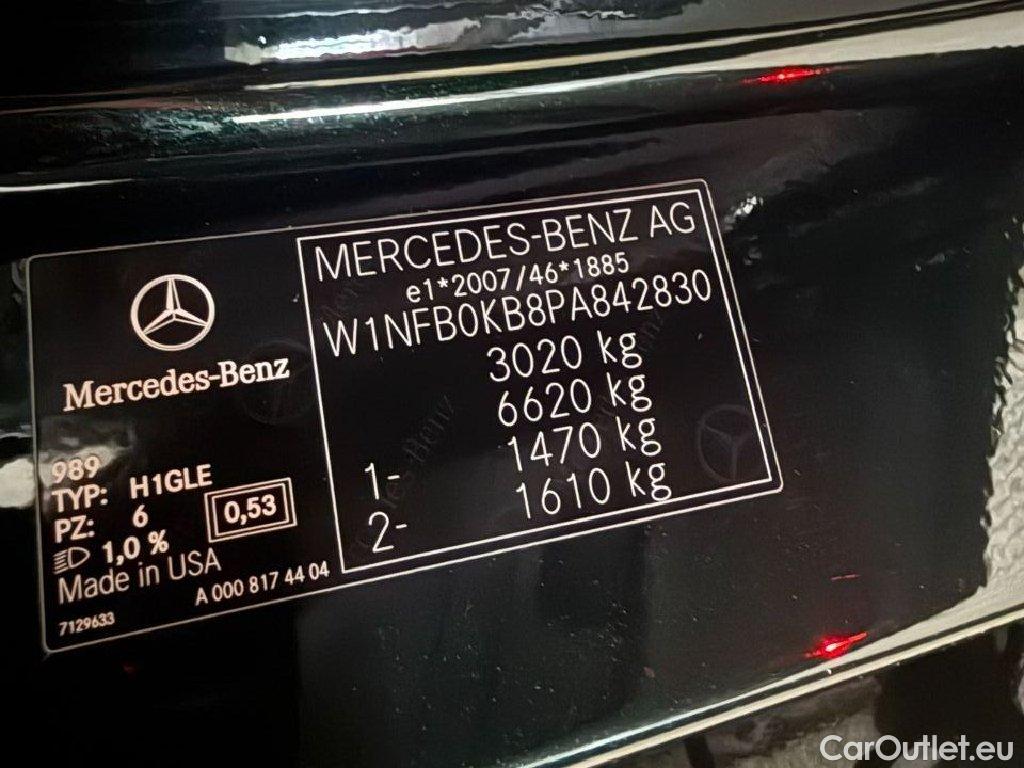 MERCEDES-BENZ AG
e1*2007/46*1885
W1NFB0KB8PA842830
3020 kg
6620 kg
1- 1470 kg
2- 1610 kg
Mercedes-Benz
989
TYP: H1GLE
PZ: 6
0,53
1,0 %
Made in USA
A 000 817 44 04
7129633
CarOutlet.eu